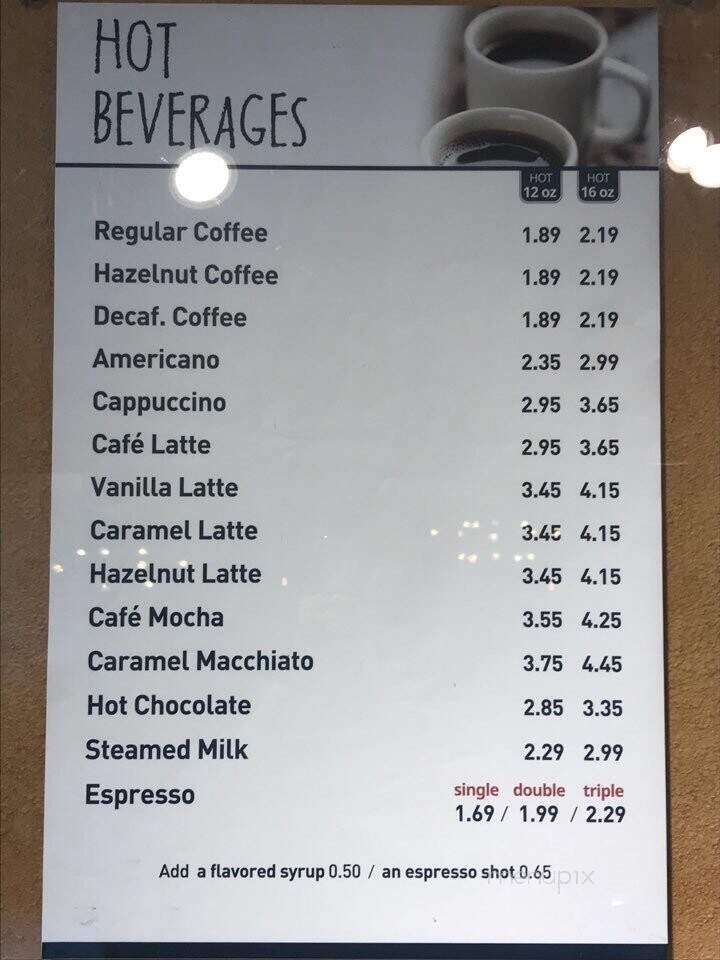 HOT
BEVERAGES
HOT 12 oz HOT 16 oz
Regular Coffee 1.89 2.19
Hazelnut Coffee 1.89 2.19
Decaf. Coffee 1.89 2.19
Americano 2.35 2.99
Cappuccino 2.95 3.65
Café Latte 2.95 3.65
Vanilla Latte 3.45 4.15
Caramel Latte 3.45 4.15
Hazelnut Latte 3.45 4.15
Café Mocha 3.55 4.25
Caramel Macchiato 3.75 4.45
Hot Chocolate 2.85 3.35
Steamed Milk 2.29 2.99
single double triple
Espresso 1.69 / 1.99 / 2.29
Add a flavored syrup 0.50 / an espresso shot 0.65
menupix